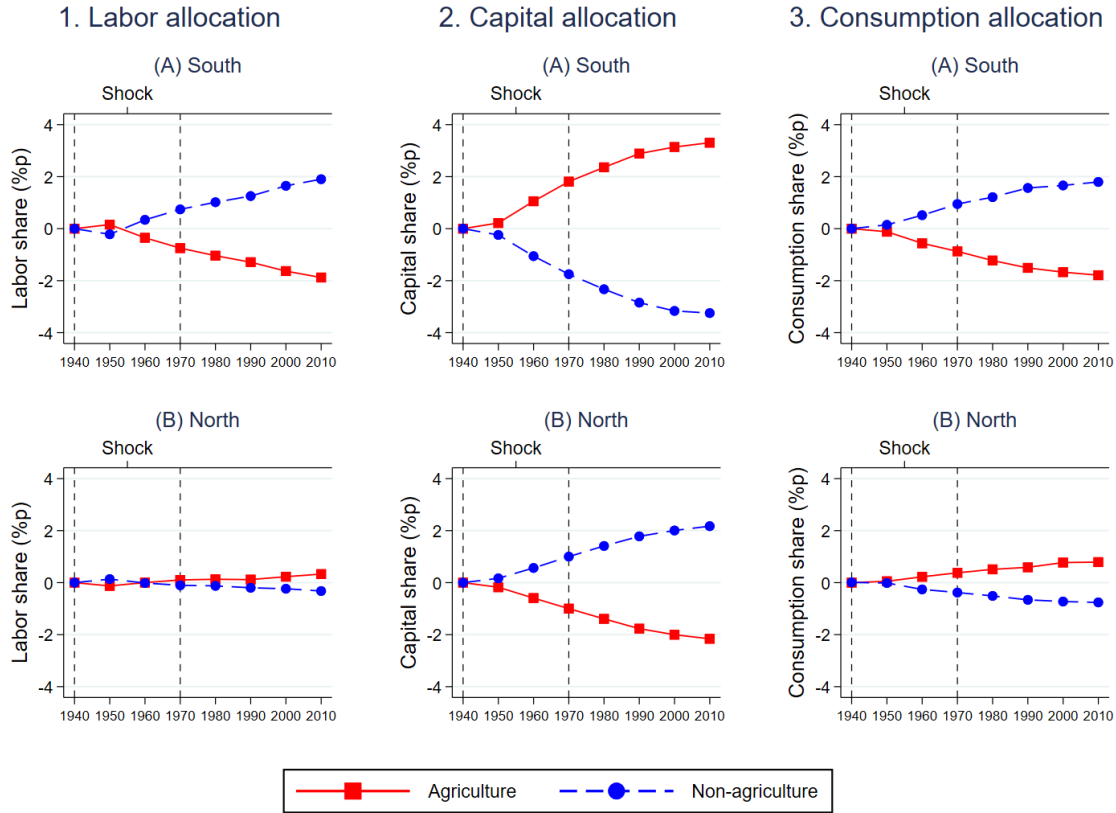 1. Labor allocation
2. Capital allocation
3. Consumption allocation
(A) South
(A) South
(A) South
Shock
Shock
Shock
Labor share (%p)
4
2
0
-2
-4
1940 1950 1960 1970 1980 1990 2000 2010
Capital share (%p)
4
2
0
-2
-4
1940 1950 1960 1970 1980 1990 2000 2010
Consumption share (%p)
4
2
0
-2
-4
1940 1950 1960 1970 1980 1990 2000 2010
(B) North
(B) North
(B) North
Shock
Shock
Shock
Labor share (%p)
4
2
0
-2
-4
1940 1950 1960 1970 1980 1990 2000 2010
Capital share (%p)
4
2
0
-2
-4
1940 1950 1960 1970 1980 1990 2000 2010
Consumption share (%p)
4
2
0
-2
-4
1940 1950 1960 1970 1980 1990 2000 2010
Agriculture
Non-agriculture